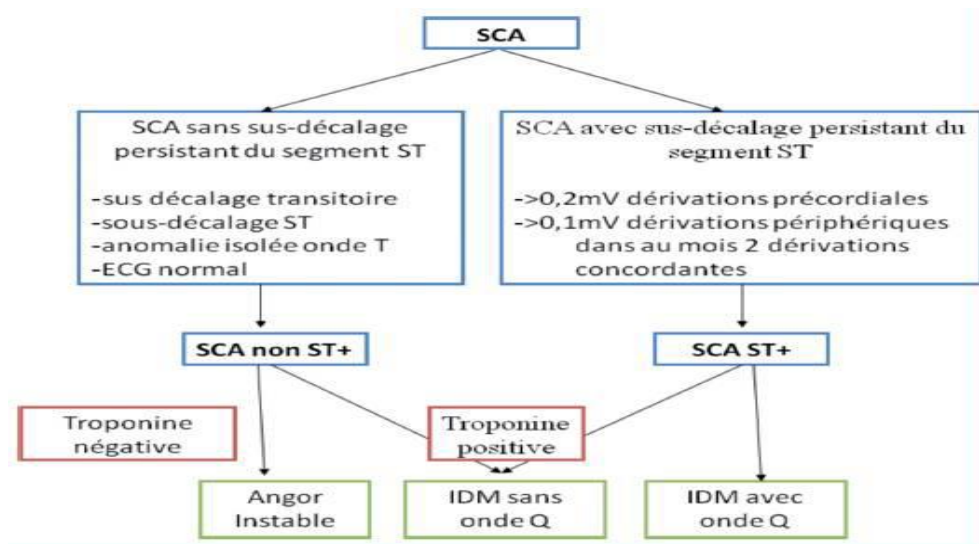 SCA
SCA sans sus-décalage
persistant du segment ST
-sus décalage transitoire
-sous-décalage ST
-anomalie isolée onde T
-ECG normal
SCA avec sus-décalage persistant du
segment ST
->0,2mV dérivations précordiales
->0,1mV dérivations périphériques
dans au mois 2 dérivations
concordantes
SCA non ST+
SCA ST+
Troponine
négative
Troponine
positive
Angor
Instable
IDM sans
onde Q
IDM avec
onde Q